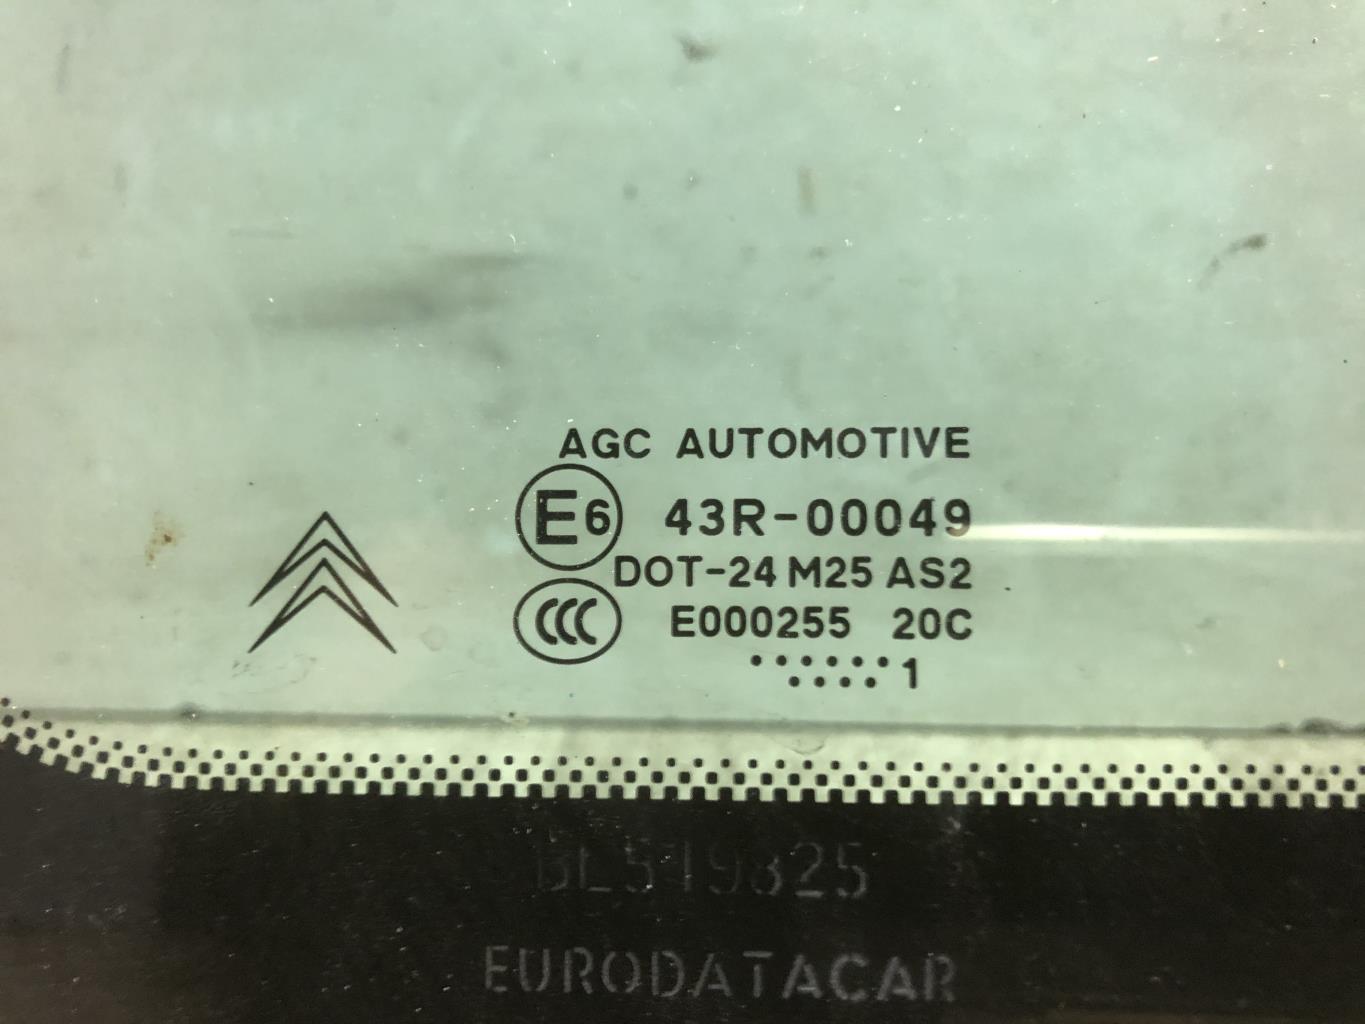 AGC AUTOMOTIVE
E6 43R-00049
DOT-24 M25 AS2
CCC E000255 20C
1
BL519825
EURODATACAR